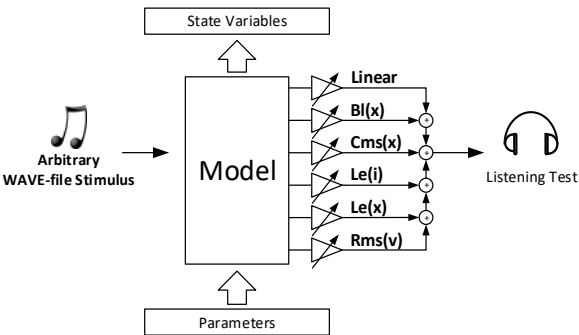 State Variables
Linear
Bl(x)
Cms(x)
Le(i)
Le(x)
Rms(v)
Model
Arbitrary
WAVE-file Stimulus
Listening Test
Parameters
+
+
+
+
+